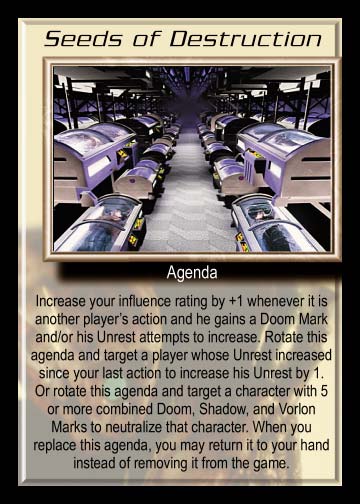 Seeds of Destruction
Agenda
Increase your influence rating by +1 whenever it is
another player's action and he gains a Doom Mark
and/or his Unrest attempts to increase. Rotate this
agenda and target a player whose Unrest increased
since your last action to increase his Unrest by 1.
Or rotate this agenda and target a character with 5
or more combined Doom, Shadow, and Vorlon
Marks to neutralize that character. When you
replace this agenda, you may return it to your hand
instead of removing it from the game.